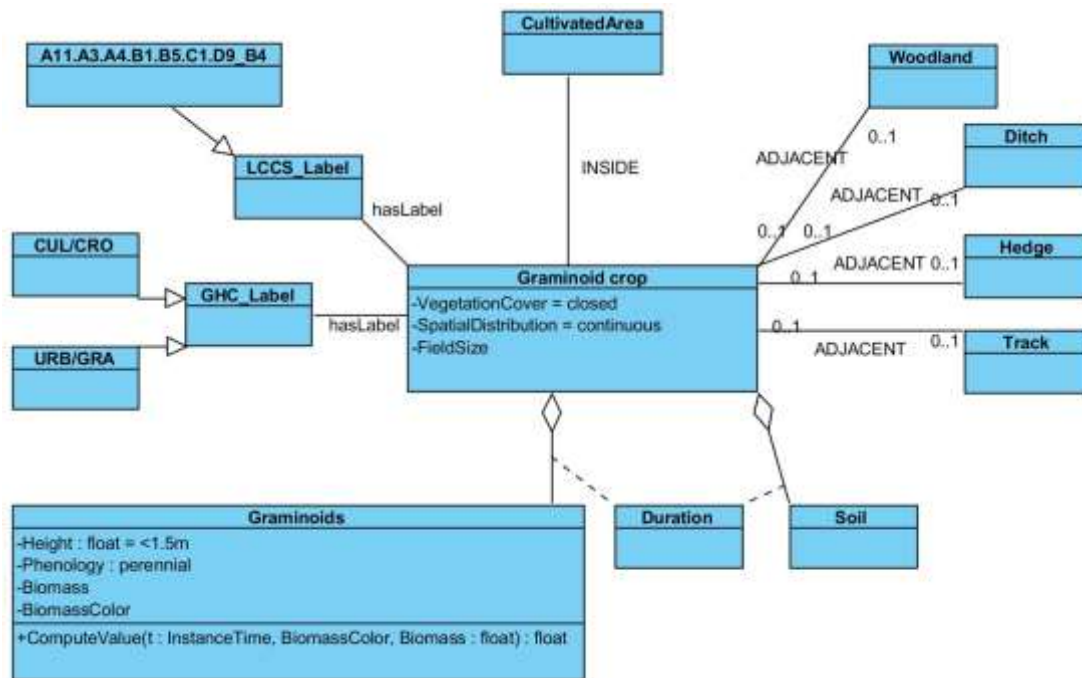 CultivatedArea
A11.A3.A4.B1.B5.C1.D9_B4
Woodland
0..1
Ditch
ADJACENT
INSIDE
LCCS_Label
ADJACENT
0..1
hasLabel
CUL/CRO
0..1
0..1
Hedge
Graminoid crop
ADJACENT
0..1
0..1
GHC_Label
-VegetationCover = closed
hasLabel
-SpatialDistribution = continuous
0..1
-FieldSize
URB/GRA
ADJACENT
0..1
Track
Graminoids
Duration
Soil
-Height : float = <1.5m
-Phenology : perennial
-Biomass
-BiomassColor
+ComputeValue(t : InstanceTime, BiomassColor, Biomass : float) : float